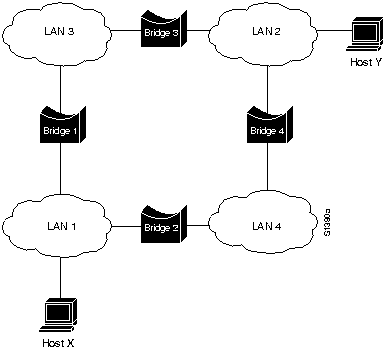 LAN 3
Bridge 3
LAN 2
Host Y
Bridge 1
Bridge 4
LAN 1
Bridge 2
LAN 4
S1390a
Host X